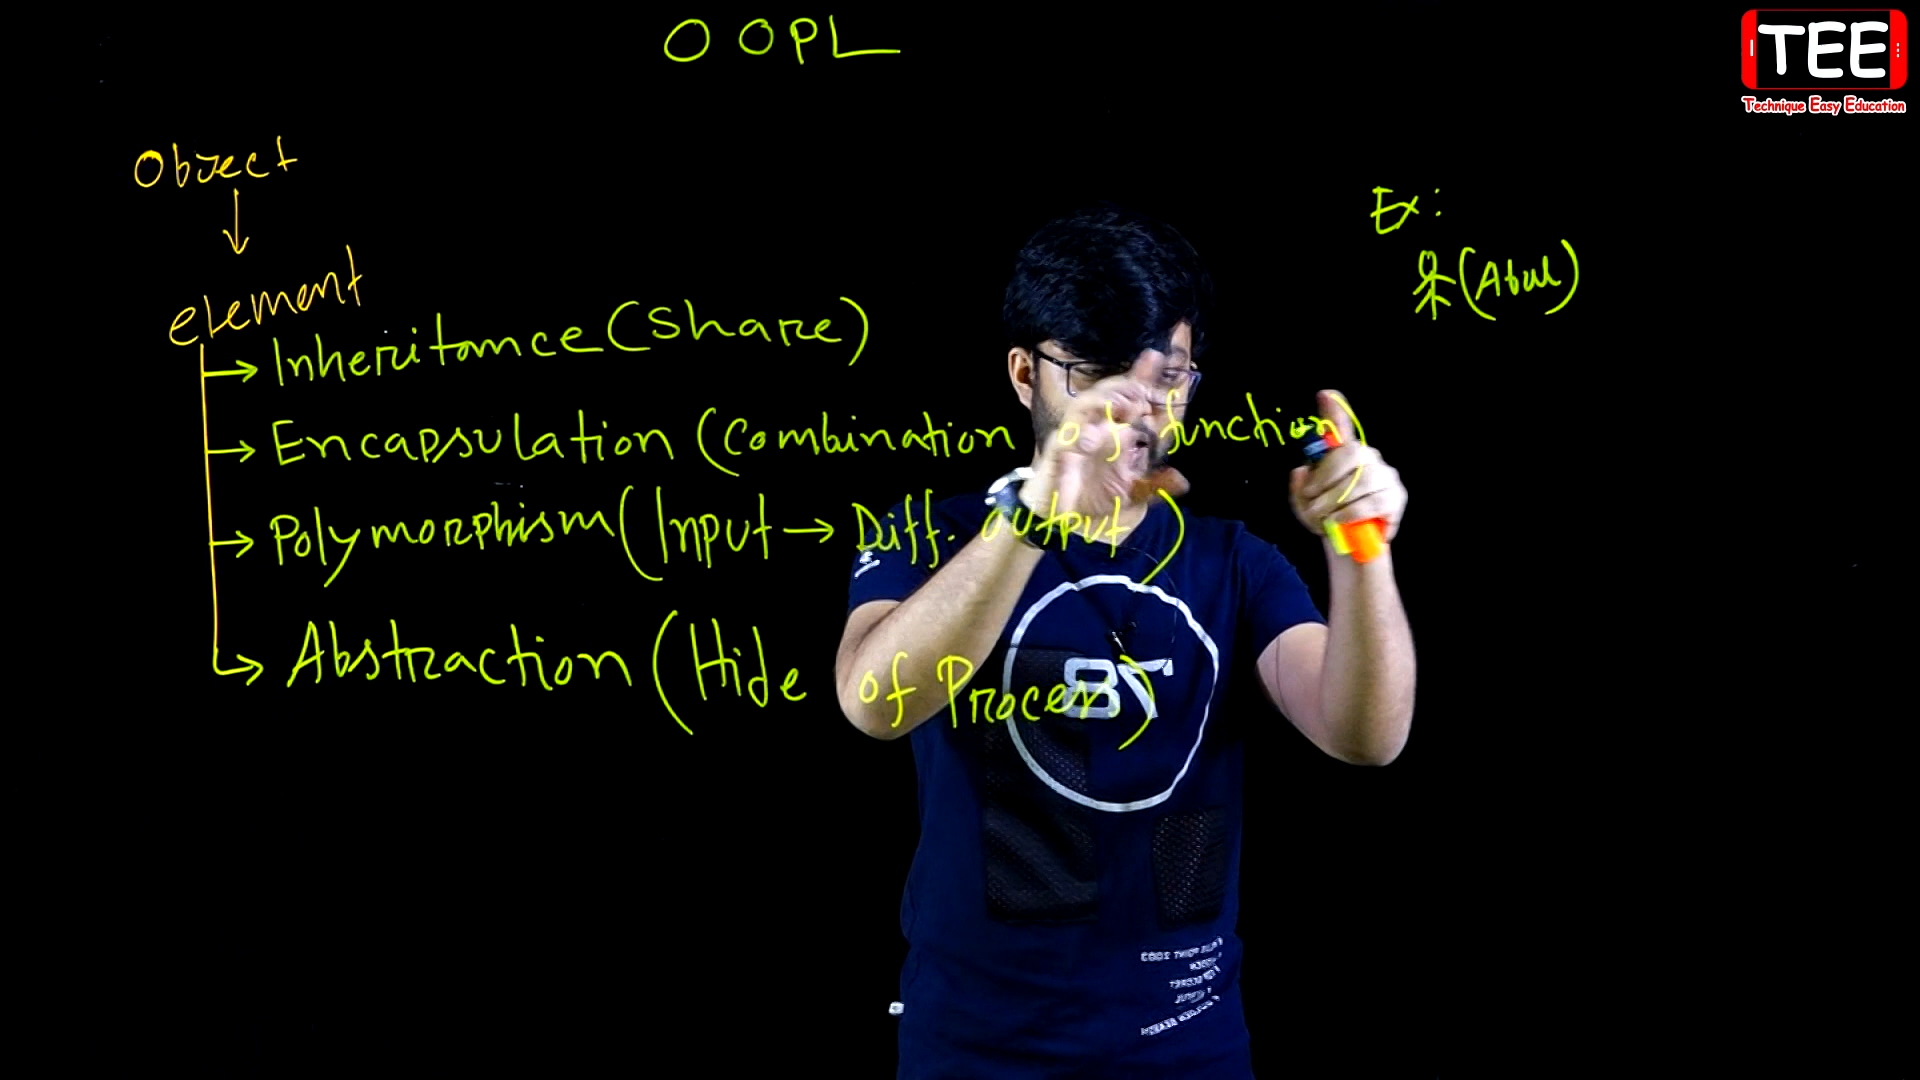 OOPL
TEE
Technique Easy Education
Object
element
Inheritance (Share)
Encapsulation (Combination of function)
Polymorphism (Input → Diff. output)
Abstraction (Hide of Process)
Ex:
(Abul)